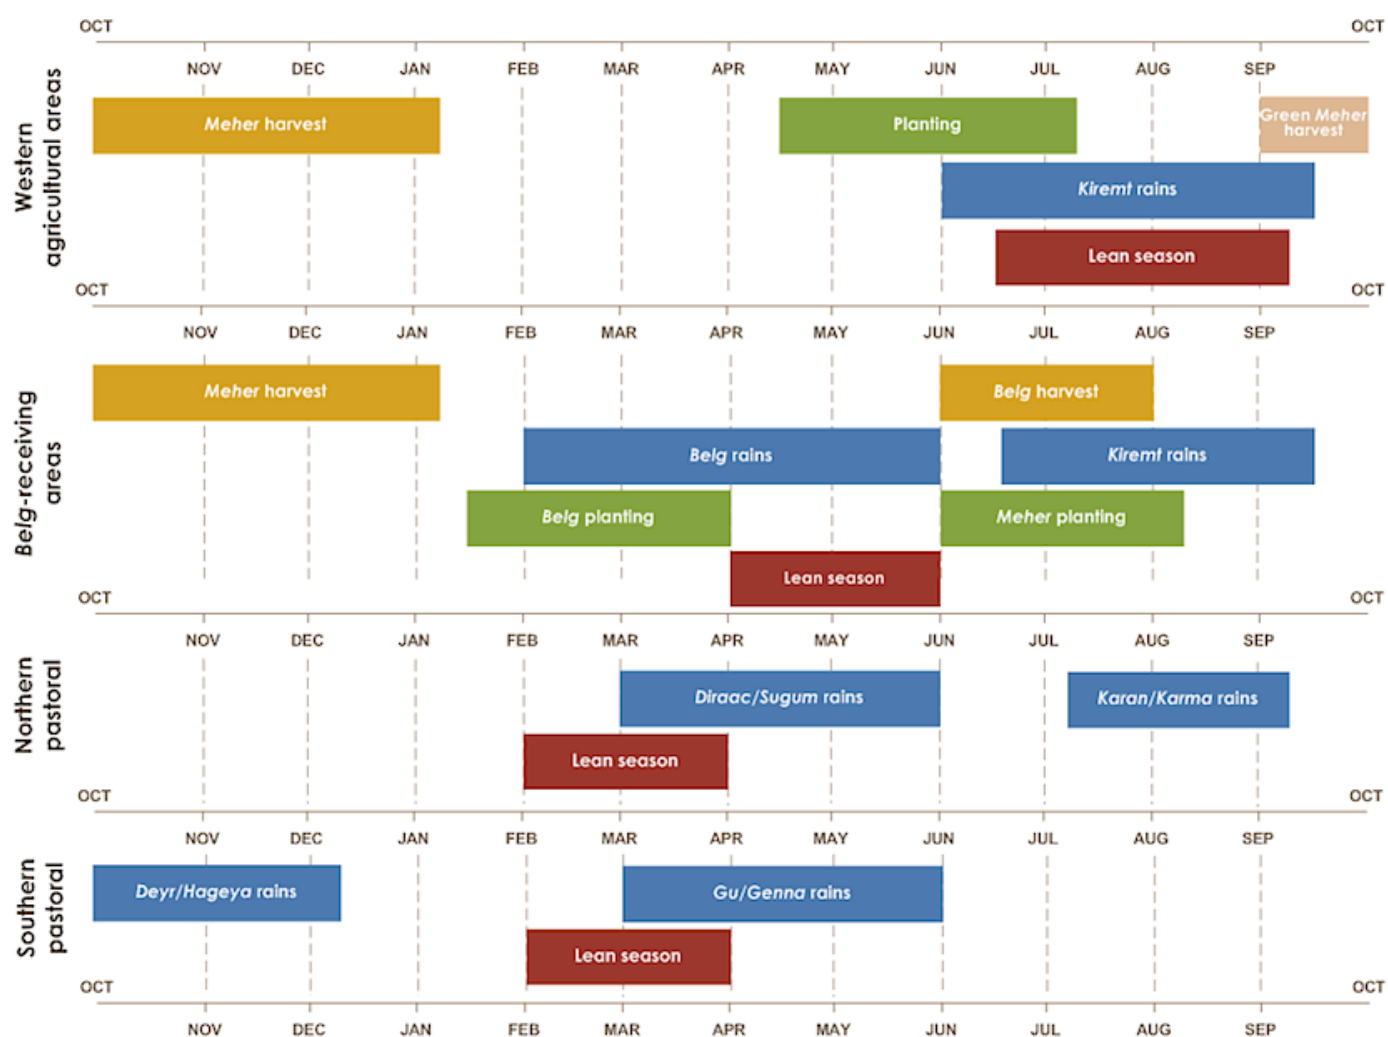 OCT OCT
NOV DEC JAN FEB MAR APR MAY JUN JUL AUG SEP
Western
agricultural areas
Meher harvest Planting Green Meher
harvest
Kiremt rains
Lean season
OCT OCT
NOV DEC JAN FEB MAR APR MAY JUN JUL AUG SEP
Belg-receiving
areas
Meher harvest Belg harvest
Belg rains Kiremt rains
Belg planting Meher planting
Lean season
OCT OCT
NOV DEC JAN FEB MAR APR MAY JUN JUL AUG SEP
Northern
pastoral
Diraac/Sugum rains Karan/Karma rains
Lean season
OCT OCT
NOV DEC JAN FEB MAR APR MAY JUN JUL AUG SEP
Southern
pastoral
Deyr/Hageya rains Gu/Genna rains
Lean season
OCT OCT
NOV DEC JAN FEB MAR APR MAY JUN JUL AUG SEP